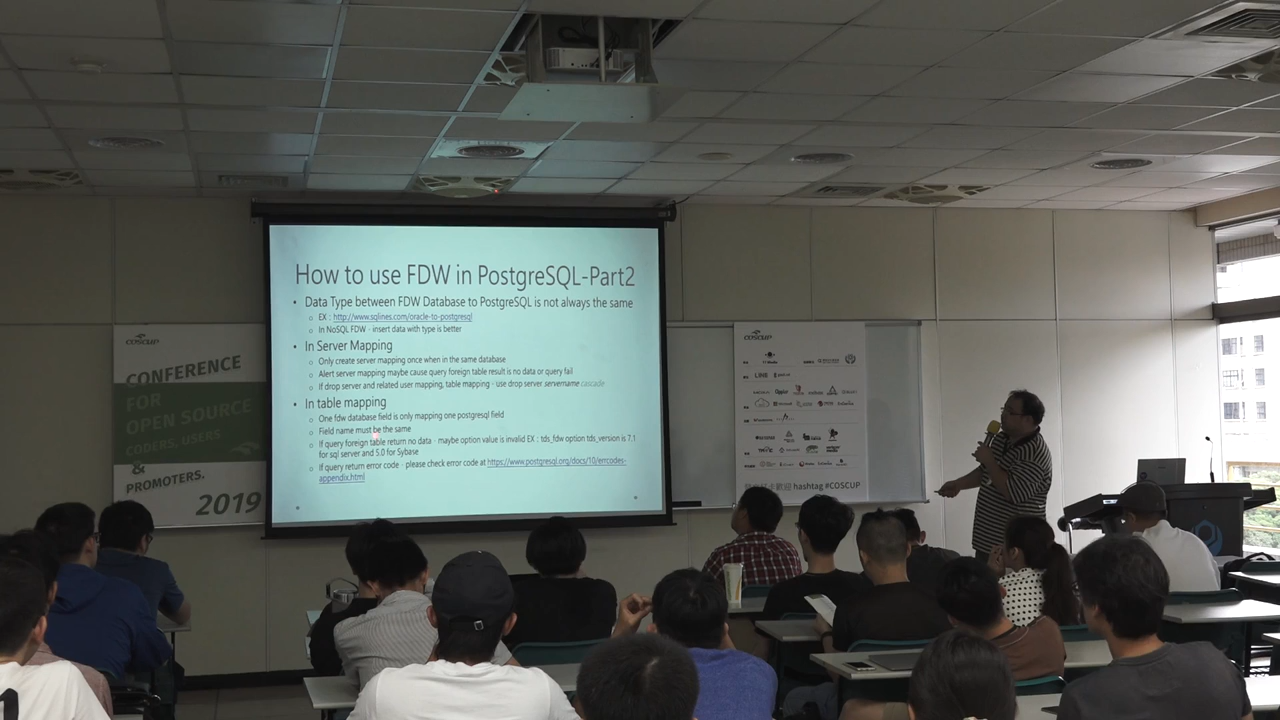 How to use FDW in PostgreSQL-Part2
• Data Type between FDW Database to PostgreSQL is not always the same
o EX : http://www.sqlines.com/oracle-to-postgresql
o In NoSQL FDW - insert data with type is better
• In Server Mapping
o Only create server mapping once when in the same database
o Alert server mapping maybe cause query foreign table result is no data or query fail
o If drop server and related user mapping, table mapping - use drop server servername cascade
• In table mapping
o One fdw database field is only mapping one postgresql field
o Field name must be the same
o If query foreign table return no data - maybe option value is invalid EX : tds_fdw option tds_version is 7.1
for sql server and 5.0 for Sybase
o If query return error code - please check error code at https://www.postgresql.org/docs/10/errcodes-
appendix.html
COSCUP
CONFERENCE
FOR
OPEN SOURCE
CODERS, USERS
&
PROMOTERS.
2019
COSCUP
LINE
hashtag #COSCUP